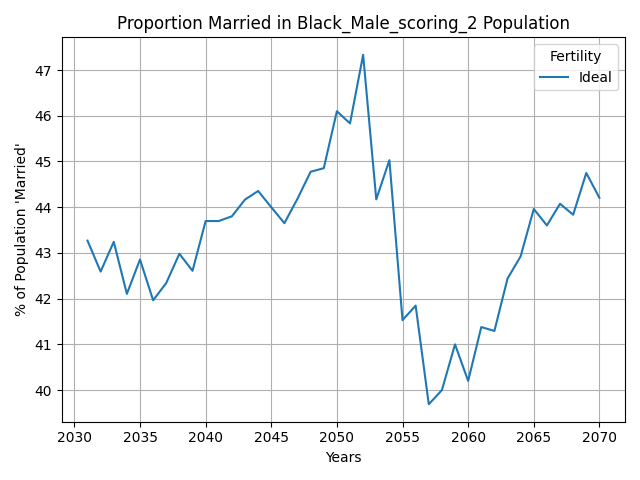 Proportion Married in Black_Male_scoring_2 Population
Fertility
Ideal
% of Population 'Married'
47
46
45
44
43
42
41
40
2030 2035 2040 2045 2050 2055 2060 2065 2070
Years